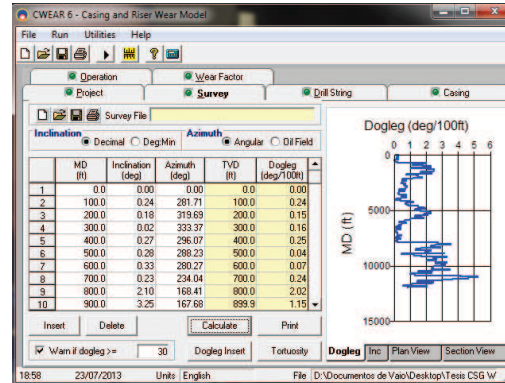 CWEAR 6 - Casing and Riser Wear Model
File Run Utilities Help
Operation Wear Factor
Project Survey Drill String Casing
Survey File
Inclination Azimuth
Decimal Deg:Min Angular Oil Field
MD (ft) Inclination (deg) Azimuth (deg) TVD (ft) Dogleg (deg/100ft)
1 0.0 0.00 0.00 0.0 0.00
2 100.0 0.24 281.71 100.0 0.24
3 200.0 0.18 319.69 200.0 0.15
4 300.0 0.02 333.37 300.0 0.16
5 400.0 0.27 296.07 400.0 0.25
6 500.0 0.28 288.23 500.0 0.04
7 600.0 0.33 280.27 600.0 0.07
8 700.0 0.23 234.04 700.0 0.24
9 800.0 2.10 168.41 800.0 2.02
10 900.0 3.25 167.68 899.9 1.15
Insert Delete Calculate Print
Warn if dogleg >= 30 Dogleg Insert Tortuosity
Dogleg (deg/100ft)
0 1 2 3 4 5 6
0
5000
10000
15000
MD (ft)
Dogleg Inc Plan View Section View
18:58 23/07/2013 Units English File D:\Documentos de Vaio\Desktop\Tesis CSG W